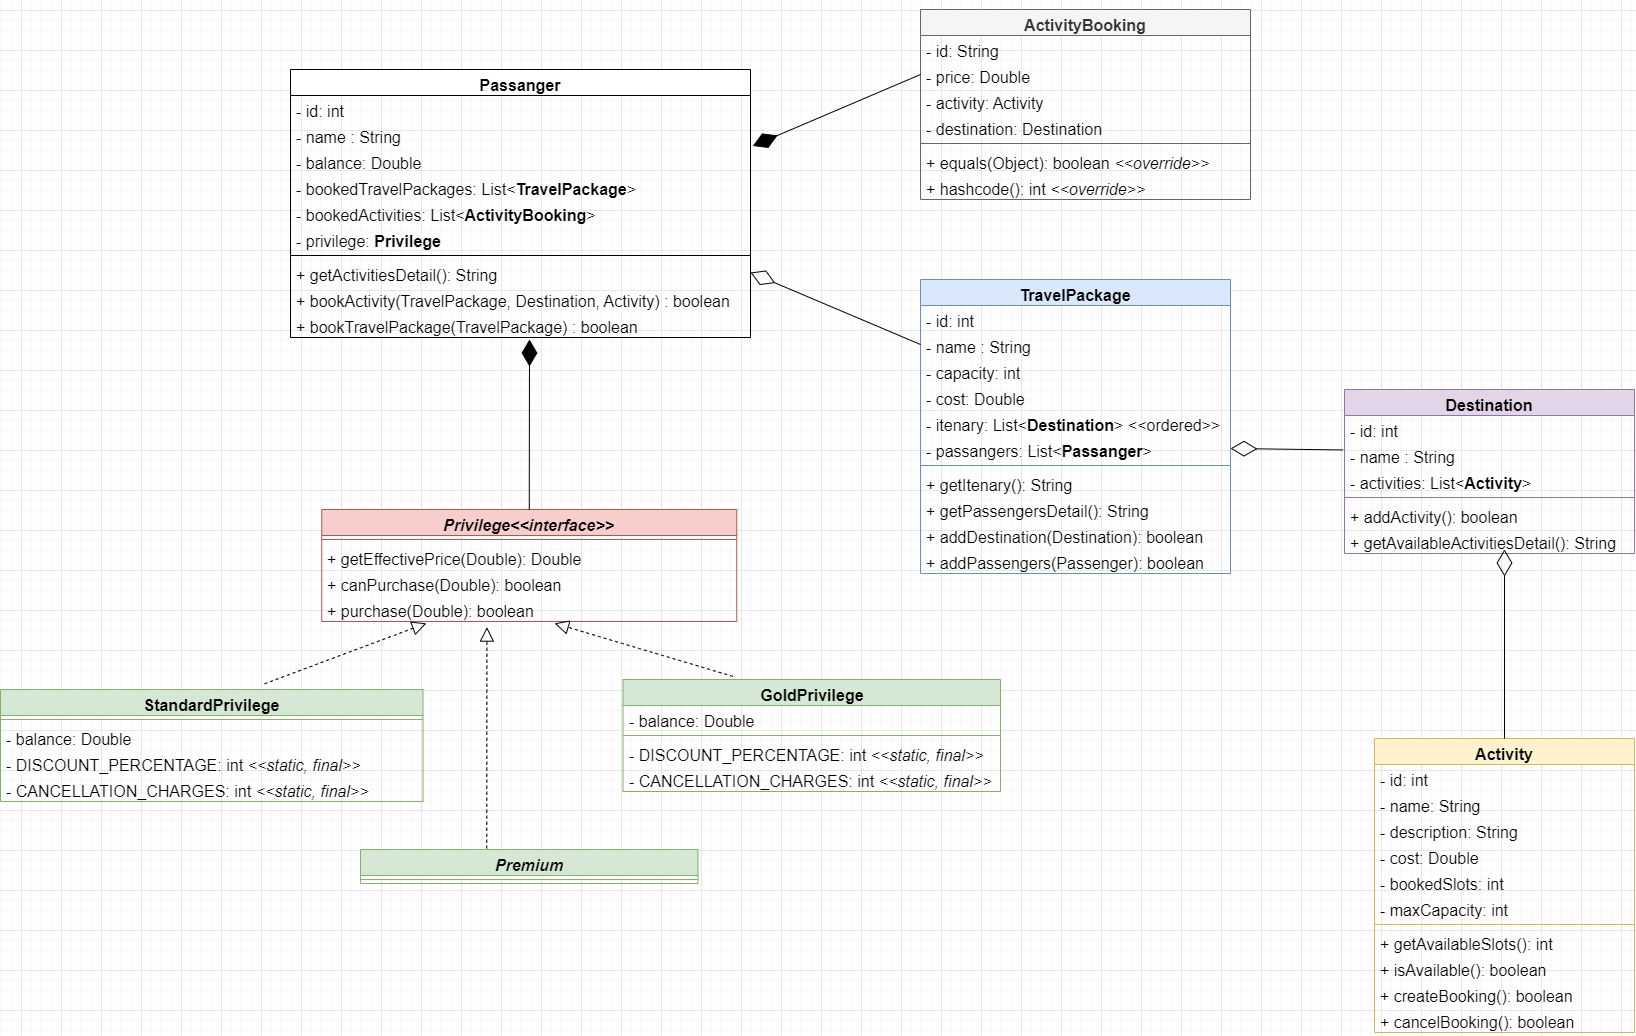 ActivityBooking
- id: String
- price: Double
- activity: Activity
- destination: Destination
+ equals(Object): boolean <<override>>
+ hashcode(): int <<override>>
Passanger
- id: int
- name : String
- balance: Double
- bookedTravelPackages: List<TravelPackage>
- bookedActivities: List<ActivityBooking>
- privilege: Privilege
+ getActivitiesDetail(): String
+ bookActivity(TravelPackage, Destination, Activity) : boolean
+ bookTravelPackage(TravelPackage) : boolean
TravelPackage
- id: int
- name : String
- capacity: int
- cost: Double
- itenary: List<Destination> <<ordered>>
- passangers: List<Passanger>
+ getItenary(): String
+ getPassengersDetail(): String
+ addDestination(Destination): boolean
+ addPassengers(Passenger): boolean
Destination
- id: int
- name : String
- activities: List<Activity>
+ addActivity(): boolean
+ getAvailableActivitiesDetail(): String
Privilege<<interface>>
+ getEffectivePrice(Double): Double
+ canPurchase(Double): boolean
+ purchase(Double): boolean
StandardPrivilege
- balance: Double
- DISCOUNT_PERCENTAGE: int <<static, final>>
- CANCELLATION_CHARGES: int <<static, final>>
GoldPrivilege
- balance: Double
- DISCOUNT_PERCENTAGE: int <<static, final>>
- CANCELLATION_CHARGES: int <<static, final>>
Premium
Activity
- id: int
- name: String
- description: String
- cost: Double
- bookedSlots: int
- maxCapacity: int
+ getAvailableSlots(): int
+ isAvailable(): boolean
+ createBooking(): boolean
+ cancelBooking(): boolean